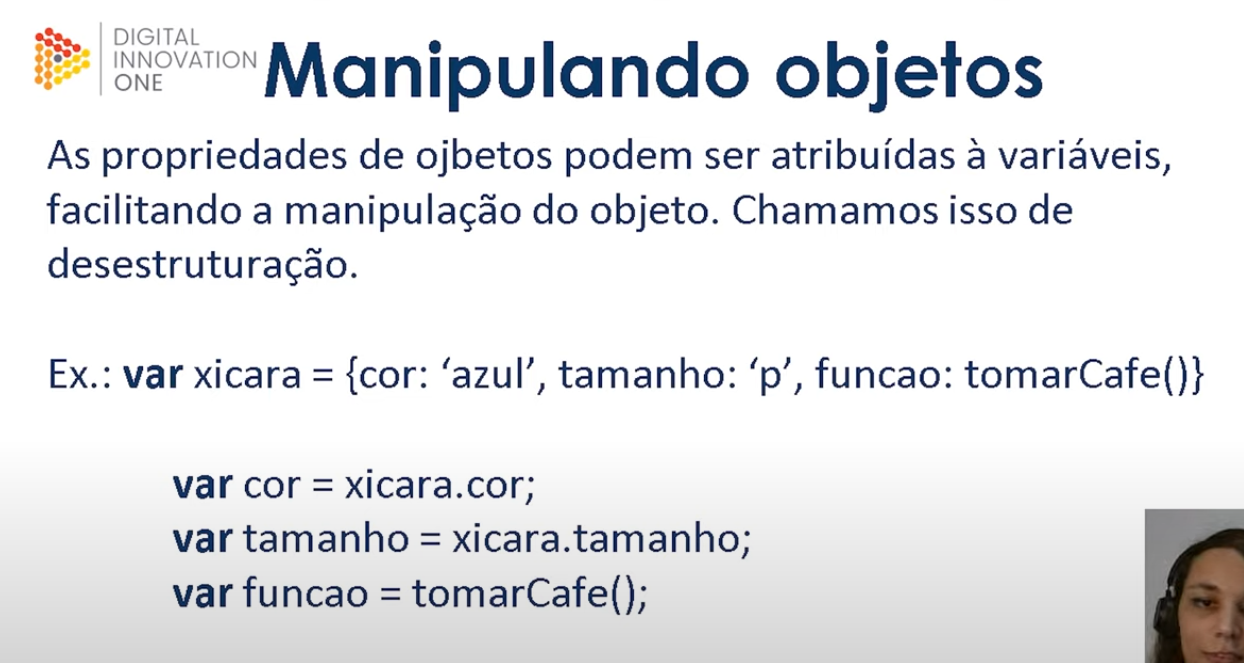 DIGITAL
INNOVATION
ONE
Manipulando objetos
As propriedades de ojbetos podem ser atribuídas à variáveis,
facilitando a manipulação do objeto. Chamamos isso de
desestruturação.
Ex.: var xicara = {cor: ‘azul’, tamanho: ‘p’, funcao: tomarCafe()}
var cor = xicara.cor;
var tamanho = xicara.tamanho;
var funcao = tomarCafe();